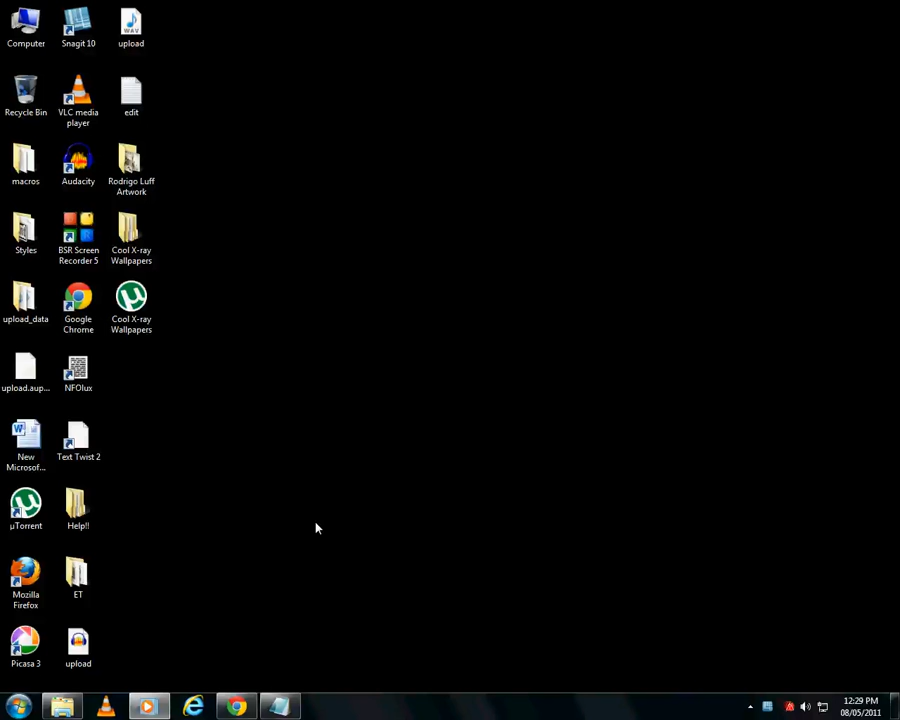 Computer
Snagit 10
WAV
upload
Recycle Bin
VLC media
player
edit
macros
Audacity
Rodrigo Luff
Artwork
Styles
BSR Screen
Recorder 5
Cool X-ray
Wallpapers
upload_data
Google
Chrome
µ
Cool X-ray
Wallpapers
upload.aup...
NFOlux
W
New
Microsof...
Text Twist 2
µ
µTorrent
Help!!
Mozilla
Firefox
ET
Picasa 3
upload
12:29 PM
08/05/2011